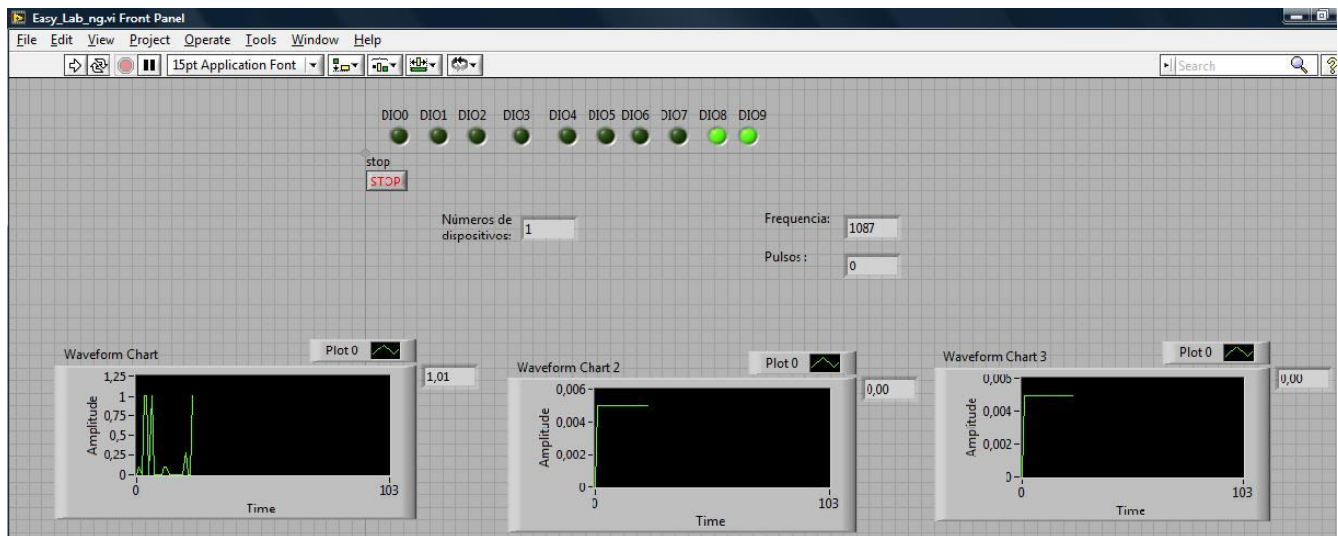 Easy_Lab_ng.vi Front Panel
File Edit View Project Operate Tools Window Help
15pt Application Font
Search
DIO0 DIO1 DIO2 DIO3 DIO4 DIO5 DIO6 DIO7 DIO8 DIO9
stop
STOP
Números de
dispositivos: 1
Frequencia: 1087
Pulsos : 0
Waveform Chart
Plot 0
1,01
1,25
1
0,75
0,5
0,25
0
Amplitude
0 103
Time
Waveform Chart 2
Plot 0
0,00
0,006
0,004
0,002
0
Amplitude
0 103
Time
Waveform Chart 3
Plot 0
0,00
0,005
0,004
0,002
0
Amplitude
0 103
Time